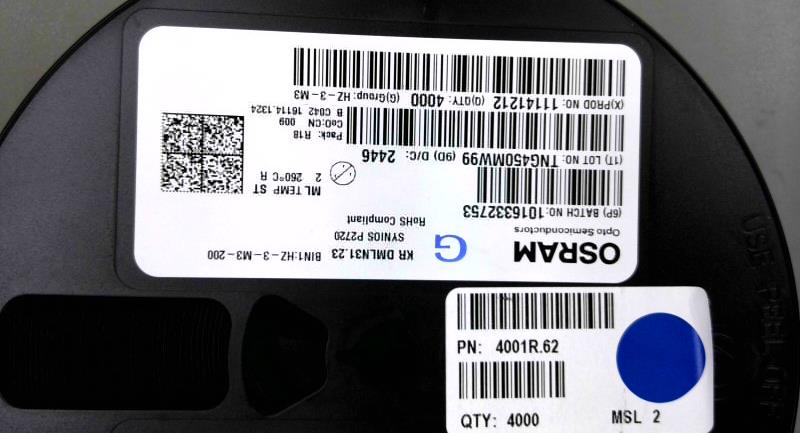 OSRAM
Opto Semiconductors
G
KR DMLN31.23
BIN1:HZ-3-M3-200
SYNIOS P2720
RoHS Compliant
(6P) BATCH NO:1016332753
ML TEMP ST
2 260°C R
(1T) LOT NO: TNG450MW99 (9D) D/C: 2446
Pack: R18
CoO:CN 009
B C042 16114.1324
(X)PROD NO: 11141212 (Q)QTY: 4000 (G)Group:HZ-3-M3
PN: 4001R.62
QTY: 4000
MSL 2